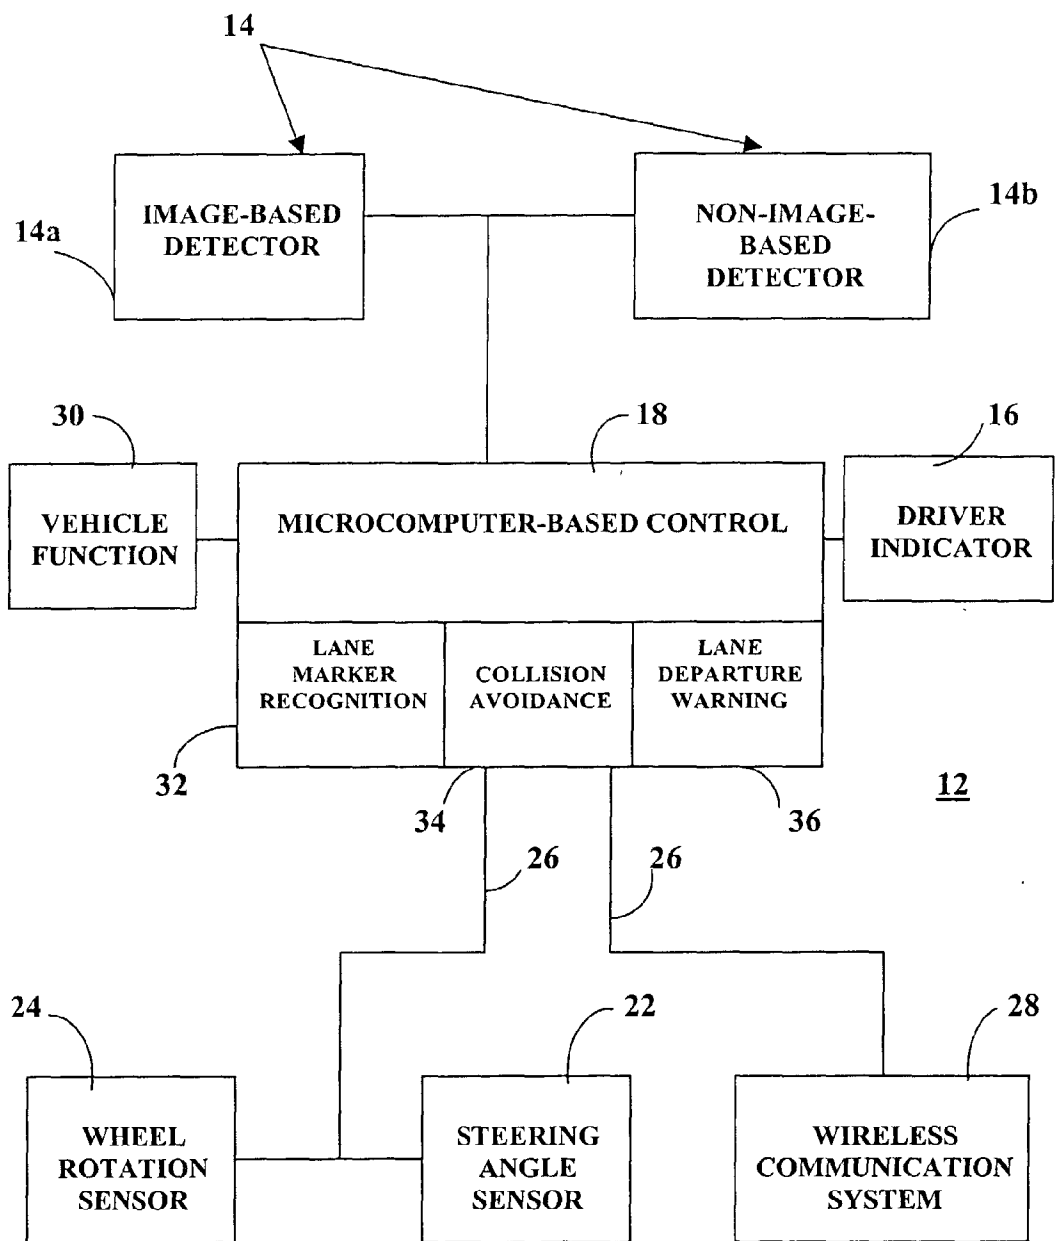 14
IMAGE-BASED
DETECTOR
NON-IMAGE-
BASED
DETECTOR
14a
14b
30
18
16
VEHICLE
FUNCTION
MICROCOMPUTER-BASED CONTROL
DRIVER
INDICATOR
LANE
MARKER
RECOGNITION
COLLISION
AVOIDANCE
LANE
DEPARTURE
WARNING
32
34
36
12
26
26
24
22
28
WHEEL
ROTATION
SENSOR
STEERING
ANGLE
SENSOR
WIRELESS
COMMUNICATION
SYSTEM